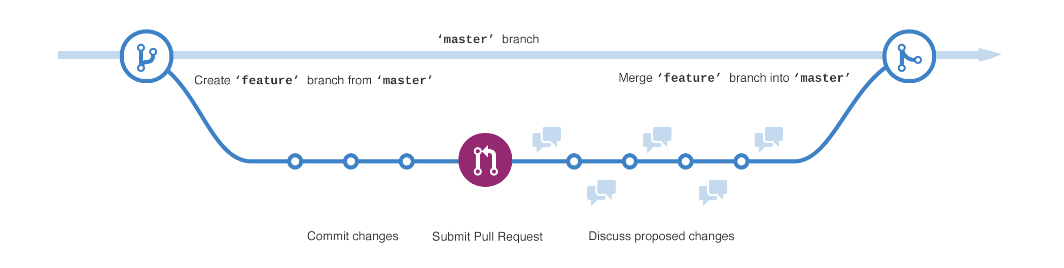 ‘master’ branch
Create ‘feature’ branch from ‘master’
Merge ‘feature’ branch into ‘master’
Commit changes
Submit Pull Request
Discuss proposed changes